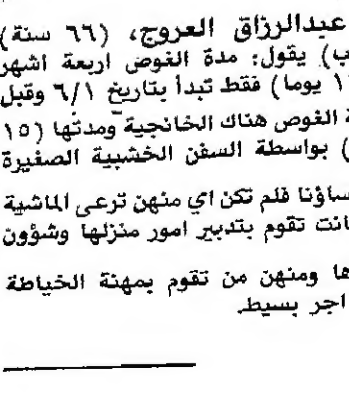 عبدالرزاق العروج، (٦٦ سنة)
ب) يقول: مدة الغوص اربعة اشهر
١ يوما) فقط تبدأ بتاريخ ٦/١ وقبل
ة الغوص هناك الخانجية ومدتها (١٥
) بواسطة السفن الخشبية الصغيرة
ساؤنا فلم تكن اي منهن ترعى الماشية
انت تقوم بتدبير امور منزلها وشؤون
ها ومنهن من تقوم بمهنة الخياطة
اجر بسيط.